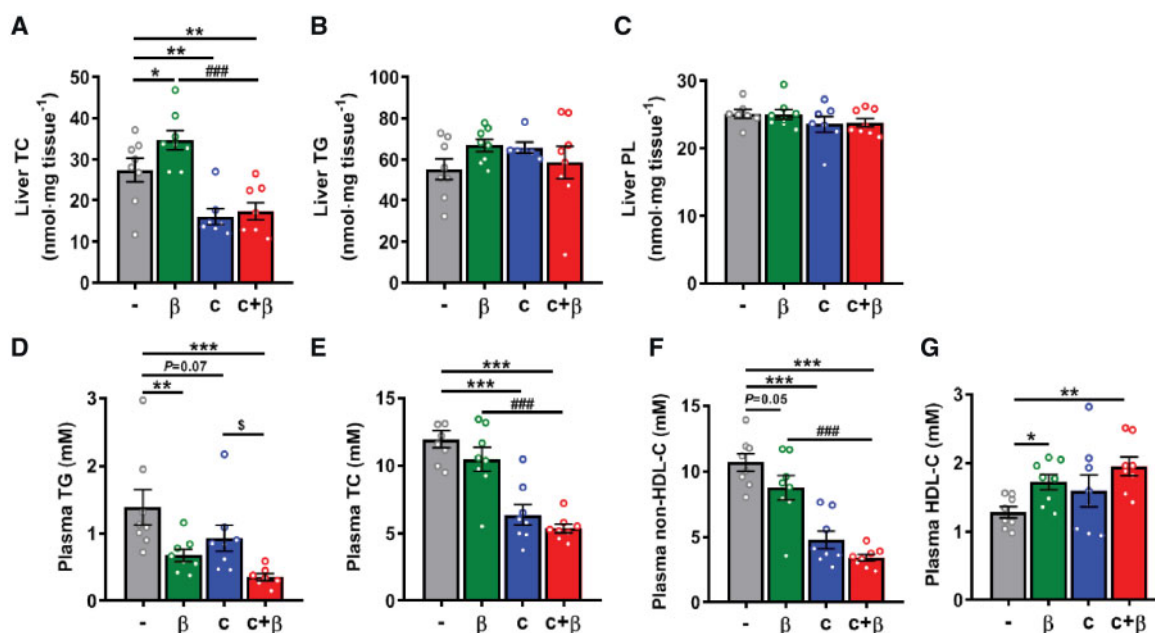 A
B
C
**
**
*
###
50
40
30
20
10
0
Liver TC
(nmol·mg tissue⁻¹)
- β c c+β
100
80
60
40
20
0
Liver TG
(nmol·mg tissue⁻¹)
- β c c+β
30
20
10
0
Liver PL
(nmol·mg tissue⁻¹)
- β c c+β
D
E
F
G
***
P=0.07
**
$
3
2
1
0
Plasma TG (mM)
- β c c+β
***
***
###
15
10
5
0
Plasma TC (mM)
- β c c+β
***
***
P=0.05
###
15
10
5
0
Plasma non-HDL-C (mM)
- β c c+β
**
*
3
2
1
0
Plasma HDL-C (mM)
- β c c+β